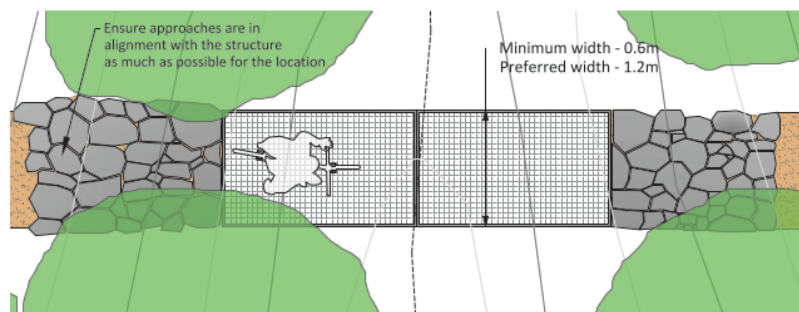 Ensure approaches are in
alignment with the structure
as much as possible for the location
Minimum width - 0.6m
Preferred width - 1.2m